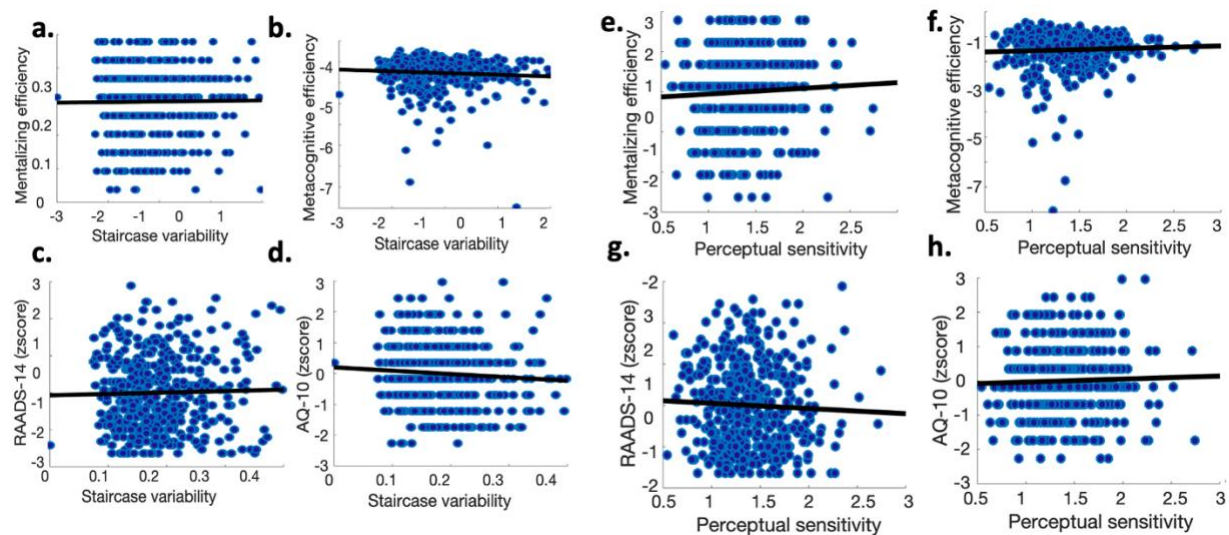 a.
Mentalizing efficiency
0.3
0.2
0.1
0
-3 -2 -1 0 1
Staircase variability
b.
Metacognitive efficiency
-4
-5
-6
-7
-3 -2 -1 0 1 2
Staircase variability
c.
RAADS-14 (zscore)
3
2
1
0
-1
-2
-3
0 0.1 0.2 0.3 0.4
Staircase variability
d.
AQ-10 (zscore)
3
2
1
0
-1
-2
-3
0 0.1 0.2 0.3 0.4
Staircase variability
e.
Mentalizing efficiency
3
2
1
0
-1
-2
-3
0.5 1 1.5 2 2.5
Perceptual sensitivity
f.
Metacognitive efficiency
-1
-3
-5
-7
0.5 1 1.5 2 2.5 3
Perceptual sensitivity
g.
RAADS-14 (zscore)
-2
3
2
1
0
-1
-2
0.5 1 1.5 2 2.5 3
Perceptual sensitivity
h.
AQ-10 (zscore)
3
2
1
0
-1
-2
-3
0.5 1 1.5 2 2.5 3
Perceptual sensitivity